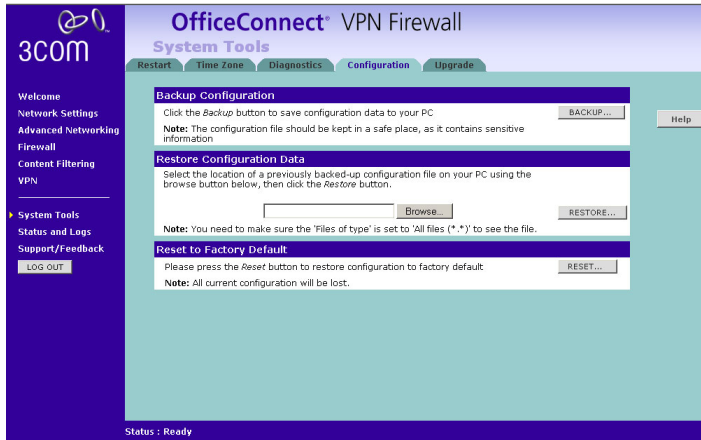 3COM
OfficeConnect® VPN Firewall
System Tools
Restart
Time Zone
Diagnostics
Configuration
Upgrade
Welcome
Network Settings
Advanced Networking
Firewall
Content Filtering
VPN
System Tools
Status and Logs
Support/Feedback
LOG OUT
Backup Configuration
Click the Backup button to save configuration data to your PC
BACKUP...
Note: The configuration file should be kept in a safe place, as it contains sensitive
information
Help
Restore Configuration Data
Select the location of a previously backed-up configuration file on your PC using the
browse button below, then click the Restore button.
Browse...
RESTORE...
Note: You need to make sure the 'Files of type' is set to 'All files (*.*)' to see the file.
Reset to Factory Default
Please press the Reset button to restore configuration to factory default
RESET...
Note: All current configuration will be lost.
Status : Ready